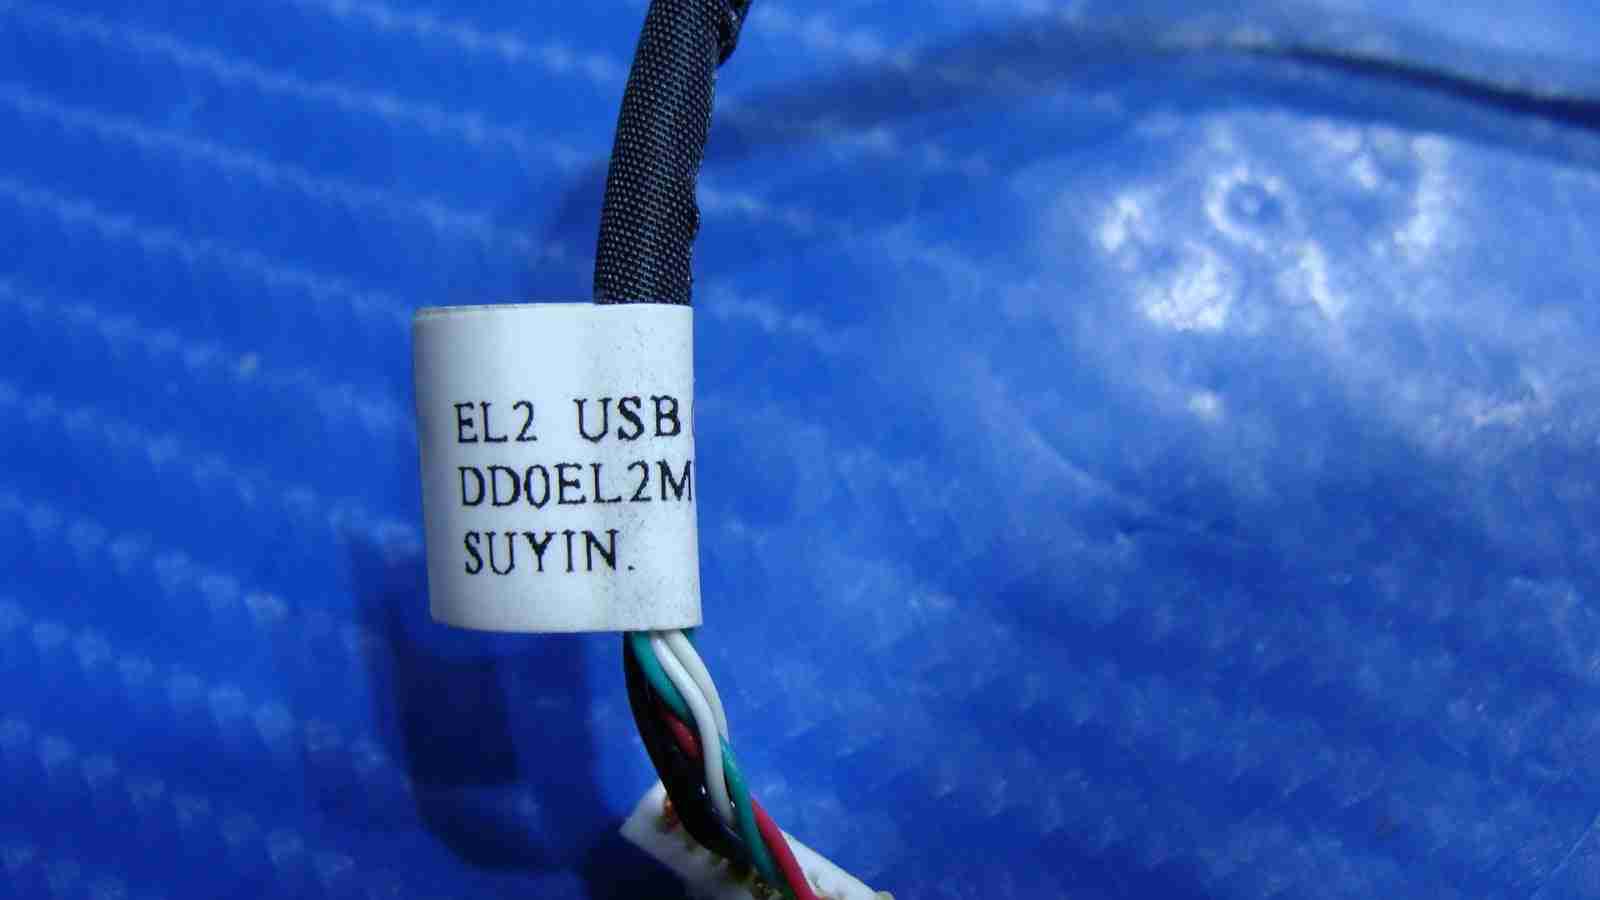 EL2 USB
DD0EL2M
SUYIN.